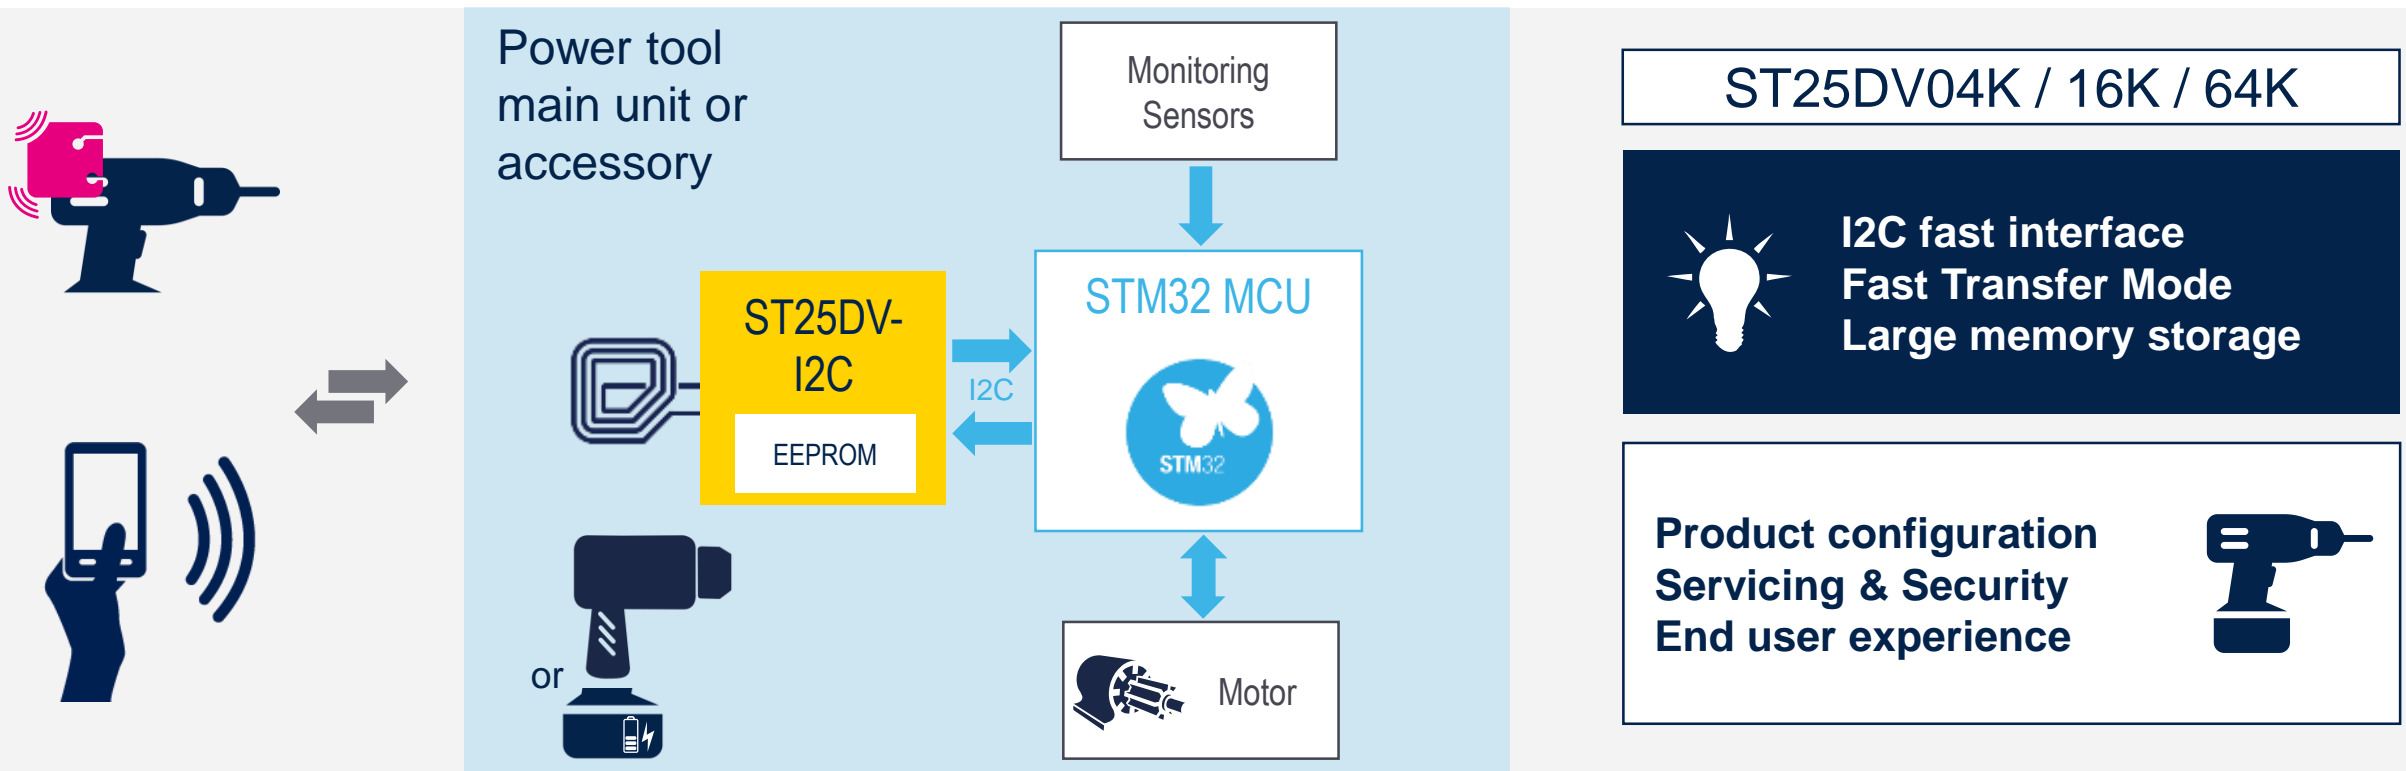 Power tool
main unit or
accessory
Monitoring
Sensors
ST25DV-
I2C
EEPROM
I2C
STM32 MCU
STM32
or
Motor
ST25DV04K / 16K / 64K
I2C fast interface
Fast Transfer Mode
Large memory storage
Product configuration
Servicing & Security
End user experience